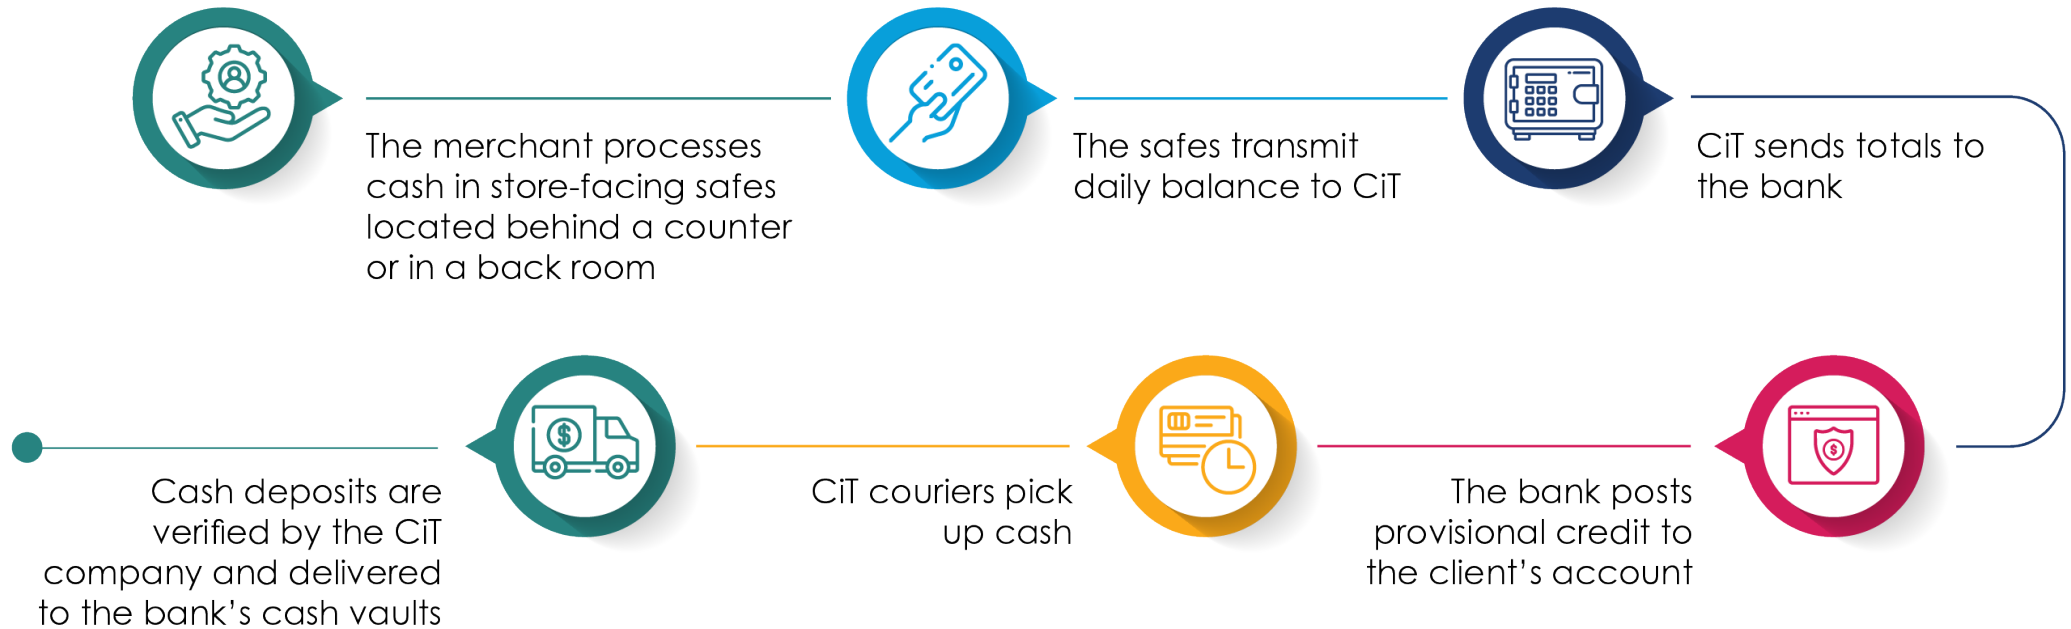 The merchant processes
cash in store-facing safes
located behind a counter
or in a back room
The safes transmit
daily balance to CiT
CiT sends totals to
the bank
The bank posts
provisional credit to
the client's account
CiT couriers pick
up cash
Cash deposits are
verified by the CiT
company and delivered
to the bank's cash vaults